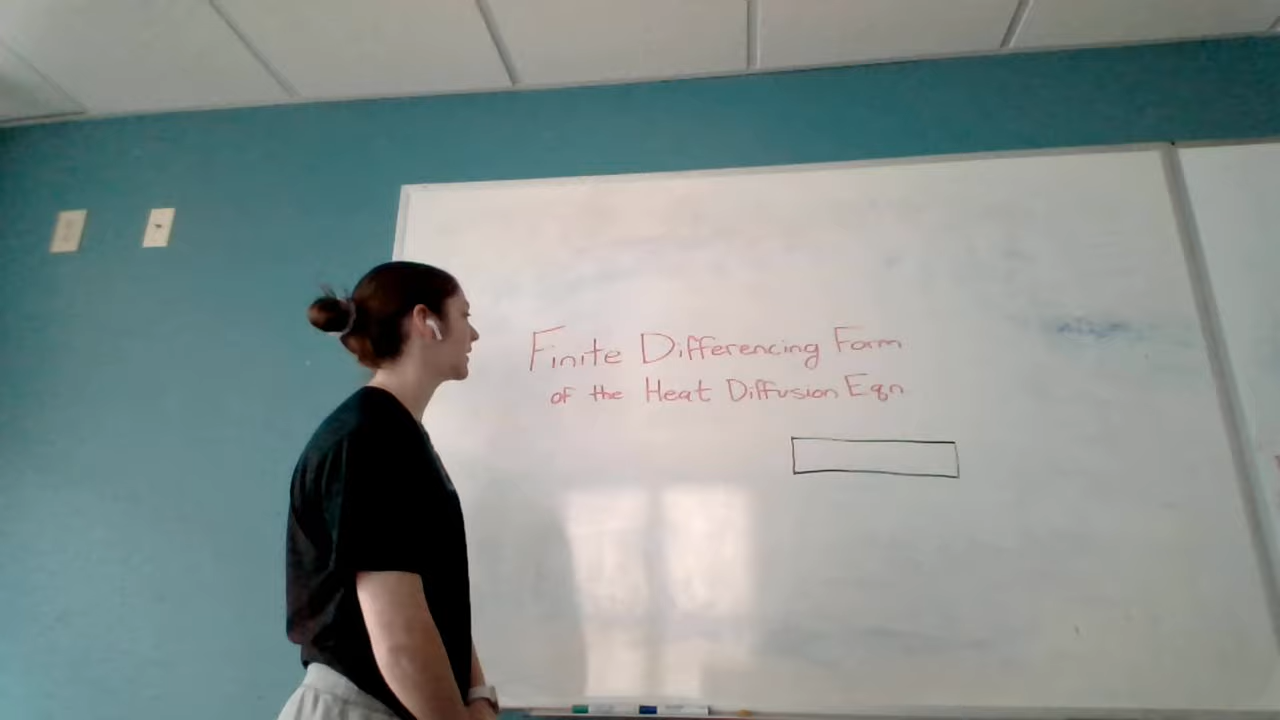 Finite Differencing Form
of the Heat Diffusion Eqn